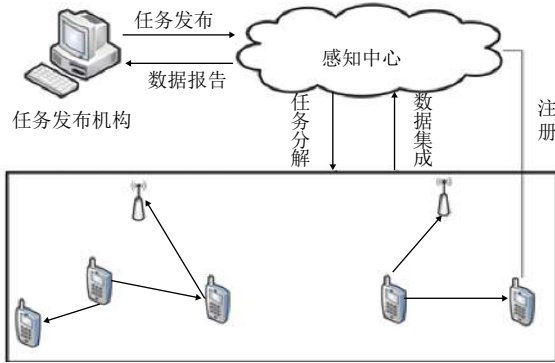 任务发布
感知中心
数据报告
任务发布机构
任务分解
数据集成
注册